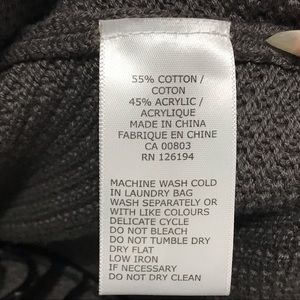 55% COTTON /
COTON
45% ACRYLIC /
ACRYLIQUE
MADE IN CHINA
FABRIQUE EN CHINE
CA 00803
RN 126194
MACHINE WASH COLD
IN LAUNDRY BAG
WASH SEPARATELY OR
WITH LIKE COLOURS
DELICATE CYCLE
DO NOT BLEACH
DO NOT TUMBLE DRY
DRY FLAT
LOW IRON
IF NECESSARY
DO NOT DRY CLEAN